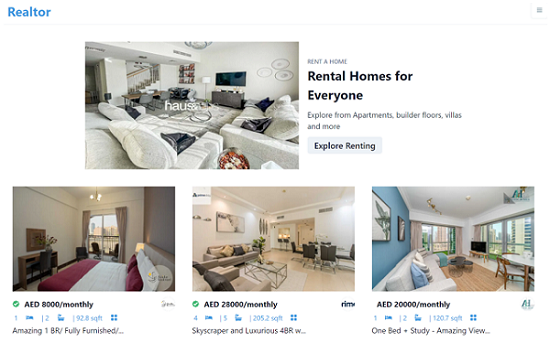 Realtor
haus
RENT A HOME
Rental Homes for
Everyone
Explore from Apartments, builder floors, villas
and more
Explore Renting
AED 8000/monthly
1 | 2 | 92.8 sqft
Amazing 1 BR/ Fully Furnished/...
AED 28000/monthly
4 | 5 | 205.2 sqft
Skyscraper and Luxurious 4BR w...
AED 20000/monthly
1 | 2 | 120.7 sqft
One Bed + Study - Amazing View...